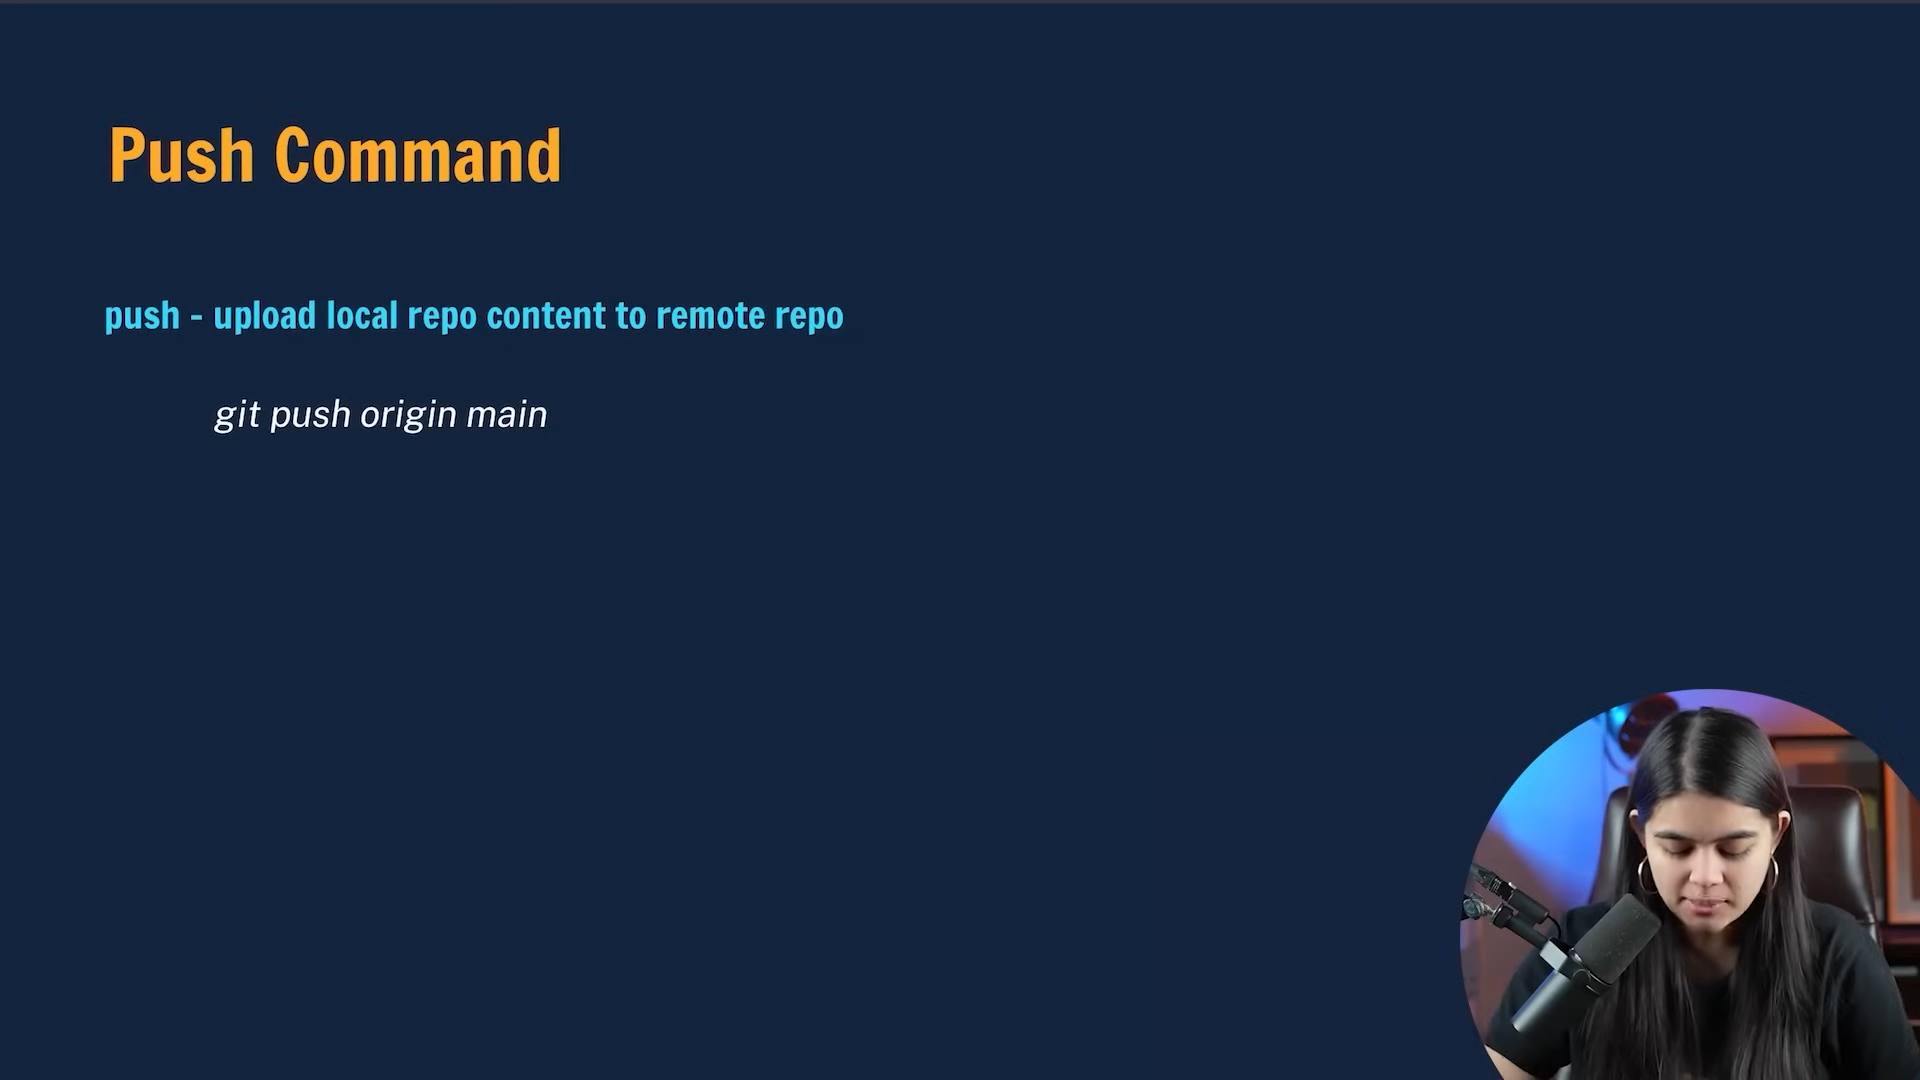 Push Command
push - upload local repo content to remote repo
git push origin main